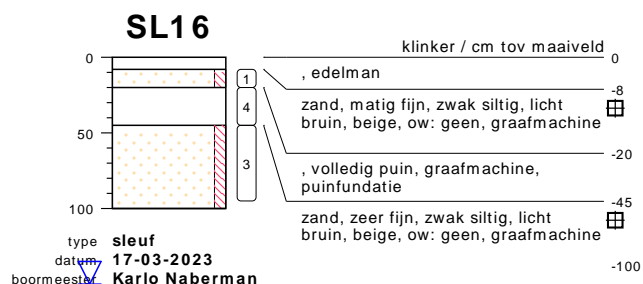 SL16
klinker / cm tov maaiveld
0
0
, edelman
1
-8
zand, matig fijn, zwak siltig, licht
bruin, beige, ow: geen, graafmachine
4
-20
50
, volledig puin, graafmachine,
puinfundatie
3
-45
zand, zeer fijn, zwak siltig, licht
bruin, beige, ow: geen, graafmachine
100
-100
type sleuf
datum 17-03-2023
boormeester Karlo Naberman